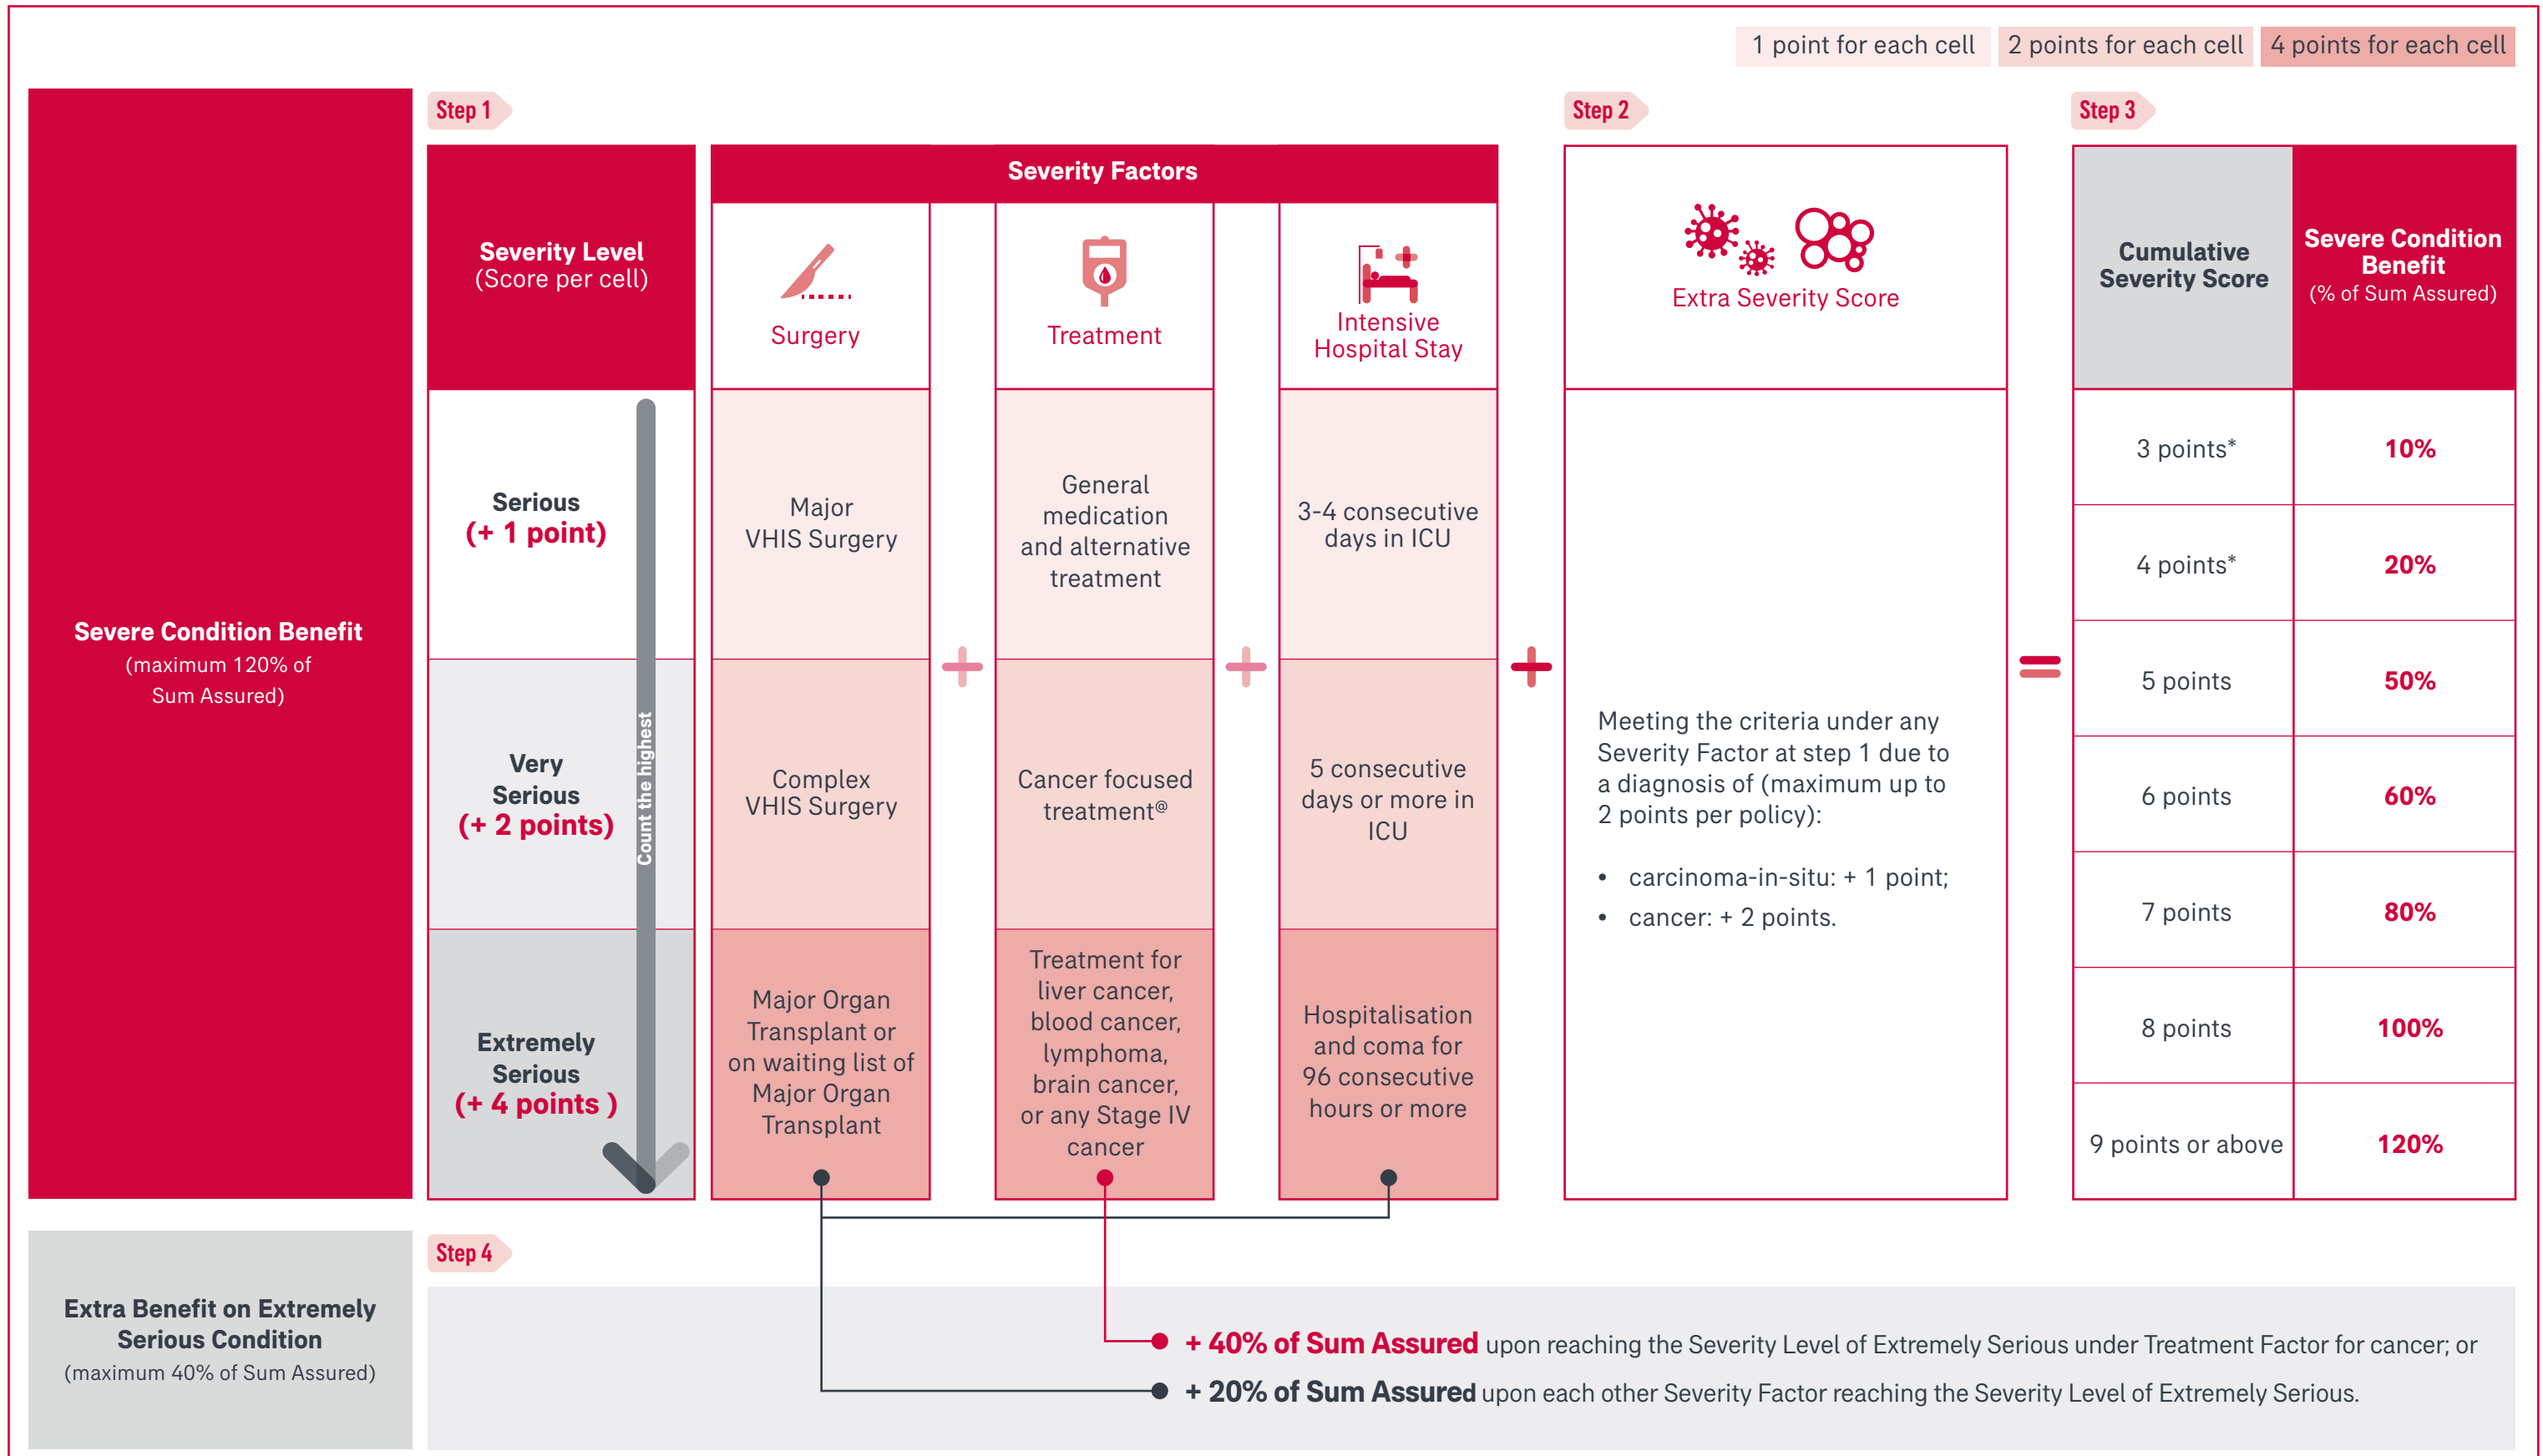 1 point for each cell
2 points for each cell
4 points for each cell
Severe Condition Benefit
(maximum 120% of
Sum Assured)
Step 1
Severity Level
(Score per cell)
Severity Factors
Surgery
Treatment
Intensive
Hospital Stay
Count the highest
Serious
(+ 1 point)
Major
VHIS Surgery
General
medication
and alternative
treatment
3-4 consecutive
days in ICU
Very
Serious
(+ 2 points)
Complex
VHIS Surgery
Cancer focused
treatment@
5 consecutive
days or more in
ICU
Extremely
Serious
(+ 4 points )
Major Organ
Transplant or
on waiting list of
Major Organ
Transplant
Treatment for
liver cancer,
blood cancer,
lymphoma,
brain cancer,
or any Stage IV
cancer
Hospitalisation
and coma for
96 consecutive
hours or more
+
+
+
Step 2
Extra Severity Score
Meeting the criteria under any
Severity Factor at step 1 due to
a diagnosis of (maximum up to
2 points per policy):
• carcinoma-in-situ: + 1 point;
• cancer: + 2 points.
=
Step 3
Cumulative
Severity Score
Severe Condition
Benefit
(% of Sum Assured)
3 points*
10%
4 points*
20%
5 points
50%
6 points
60%
7 points
80%
8 points
100%
9 points or above
120%
Extra Benefit on Extremely
Serious Condition
(maximum 40% of Sum Assured)
Step 4
+ 40% of Sum Assured upon reaching the Severity Level of Extremely Serious under Treatment Factor for cancer; or
+ 20% of Sum Assured upon each other Severity Factor reaching the Severity Level of Extremely Serious.